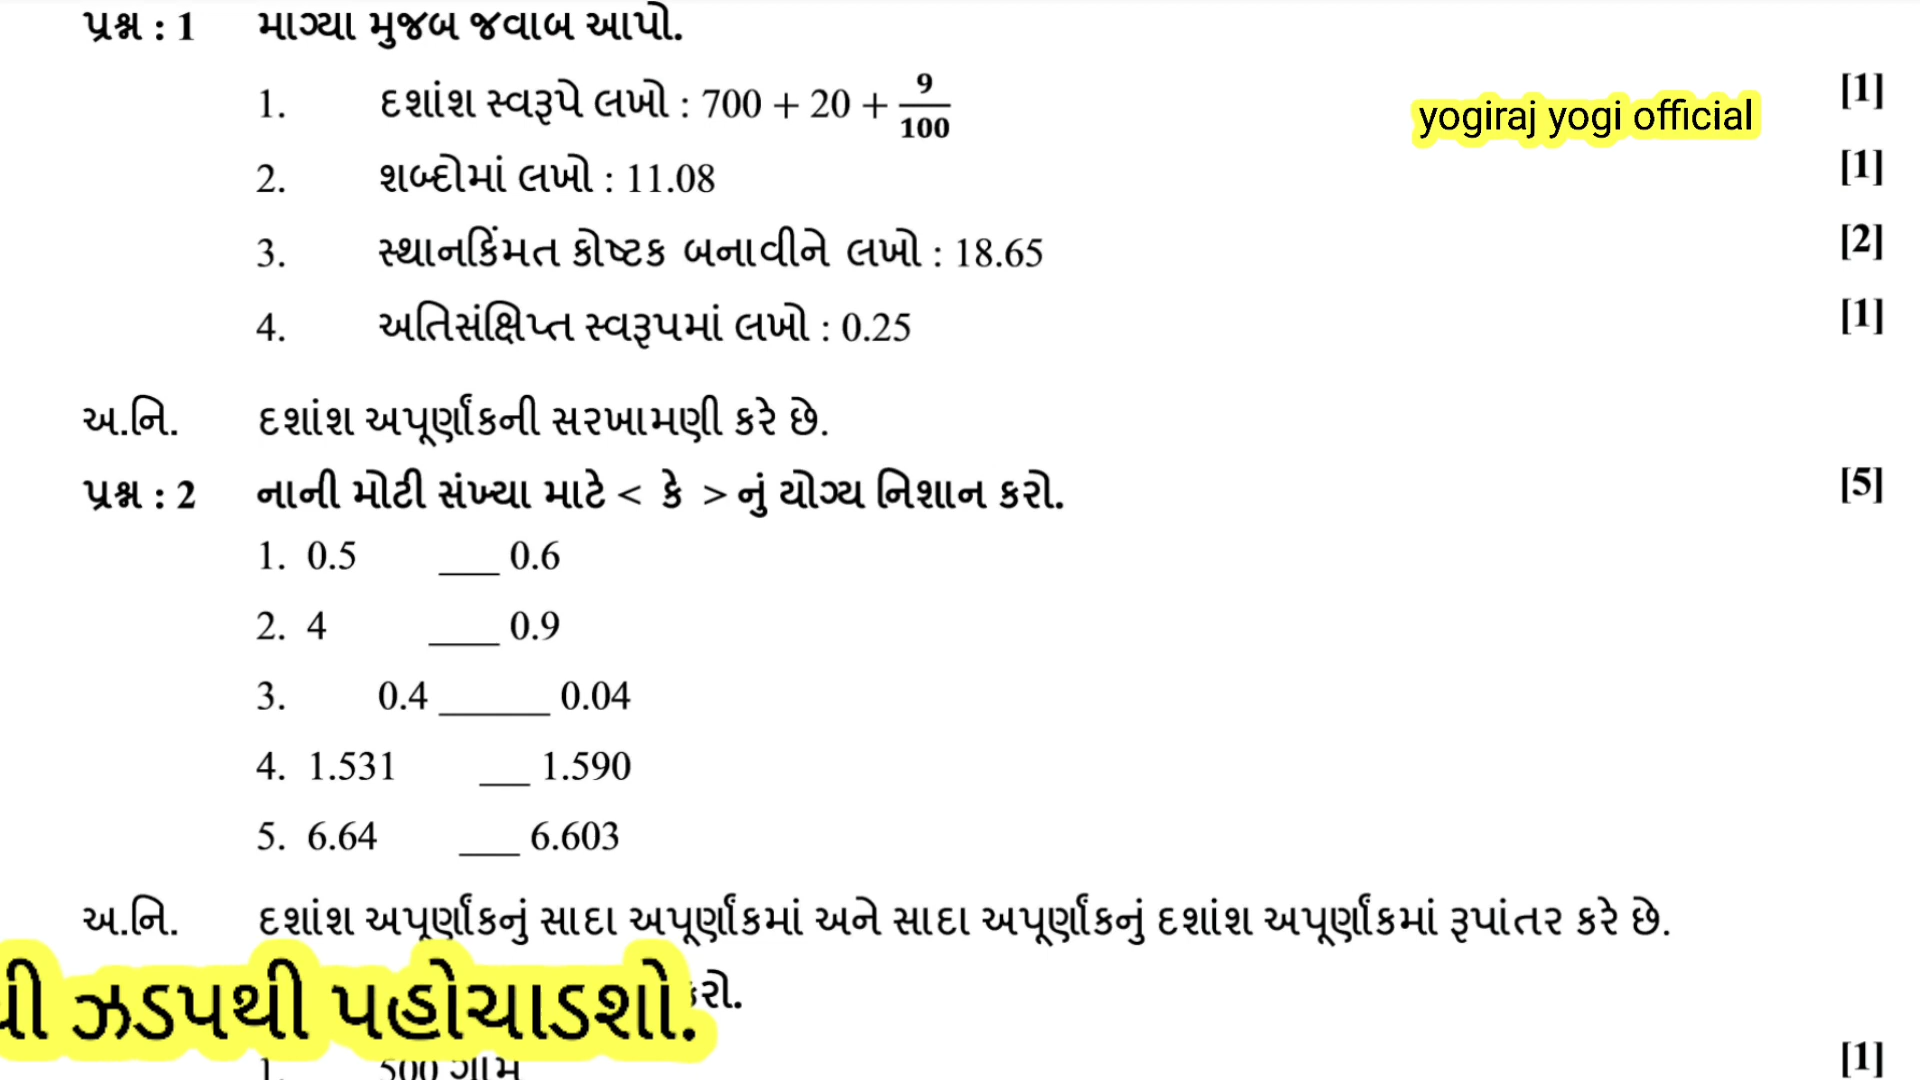 પ્રશ્ન : 1 માગ્યા મુજબ જવાબ આપો.
1. દશાંશ સ્વરૂપે લખો : 700 + 20 + 9/100 [1]
yogiraj yogi official
2. શબ્દોમાં લખો : 11.08 [1]
3. સ્થાનકિંમત કોષ્ટક બનાવીને લખો : 18.65 [2]
4. અતિસંક્ષિપ્ત સ્વરૂપમાં લખો : 0.25 [1]
અ.નિ. દશાંશ અપૂર્ણાંકની સરખામણી કરે છે.
પ્રશ્ન : 2 નાની મોટી સંખ્યા માટે < કે > નું યોગ્ય નિશાન કરો. [5]
1. 0.5 ___ 0.6
2. 4 ____ 0.9
3. 0.4 ______ 0.04
4. 1.531 ___ 1.590
5. 6.64 ___ 6.603
અ.નિ. દશાંશ અપૂર્ણાંકનું સાદા અપૂર્ણાંકમાં અને સાદા અપૂર્ણાંકનું દશાંશ અપૂર્ણાંકમાં રૂપાંતર કરે છે.
ઝડપથી પહોચાડશો.
1. 500 ગ્રામ [1]